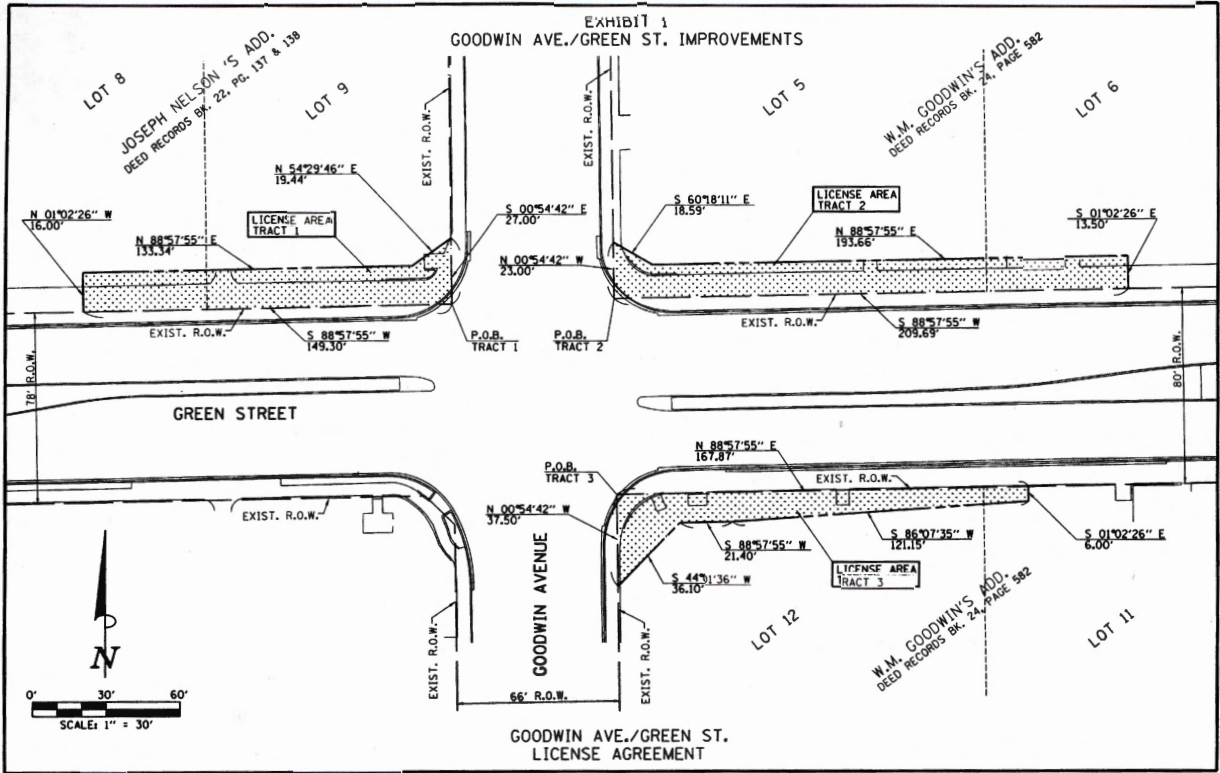 EXHIBIT 1
GOODWIN AVE./GREEN ST. IMPROVEMENTS
LOT 8
JOSEPH NELSON 'S ADD.
DEED RECORDS BK. 22, PG. 137 & 138
LOT 9
EXIST. R.O.W.
EXIST. R.O.W.
LOT 5
W.M. GOODWIN'S ADD.
DEED RECORDS BK. 24, PAGE 582
LOT 6
N 54°29'46" E
19.44'
S 60°18'11" E
18.59'
LICENSE AREA
TRACT 2
N 01°02'26" W
16.00'
LICENSE AREA
TRACT 1
S 00°54'42" E
27.00'
S 01°02'26" E
13.50'
N 88°57'55" E
133.34'
N 88°57'55" E
193.66'
N 00°54'42" W
23.00'
EXIST. R.O.W.
S 88°57'55" W
149.30'
P.O.B.
TRACT 1
P.O.B.
TRACT 2
EXIST. R.O.W.
S 88°57'55" W
209.69'
78' R.O.W.
80' R.O.W.
GREEN STREET
N 88°57'55" E
167.87'
P.O.B.
TRACT 3
EXIST. R.O.W.
N 00°54'42" W
37.50'
EXIST. R.O.W.
S 88°57'55" W
21.40'
S 86°07'35" W
121.15'
S 01°02'26" E
6.00'
S 44°01'36" W
36.10'
LICENSE AREA
TRACT 3
GOODWIN AVENUE
LOT 12
W.M. GOODWIN'S ADD.
DEED RECORDS BK. 24, PAGE 582
LOT 11
EXIST. R.O.W.
EXIST. R.O.W.
N
66' R.O.W.
0' 30' 60'
SCALE: 1" = 30'
GOODWIN AVE./GREEN ST.
LICENSE AGREEMENT